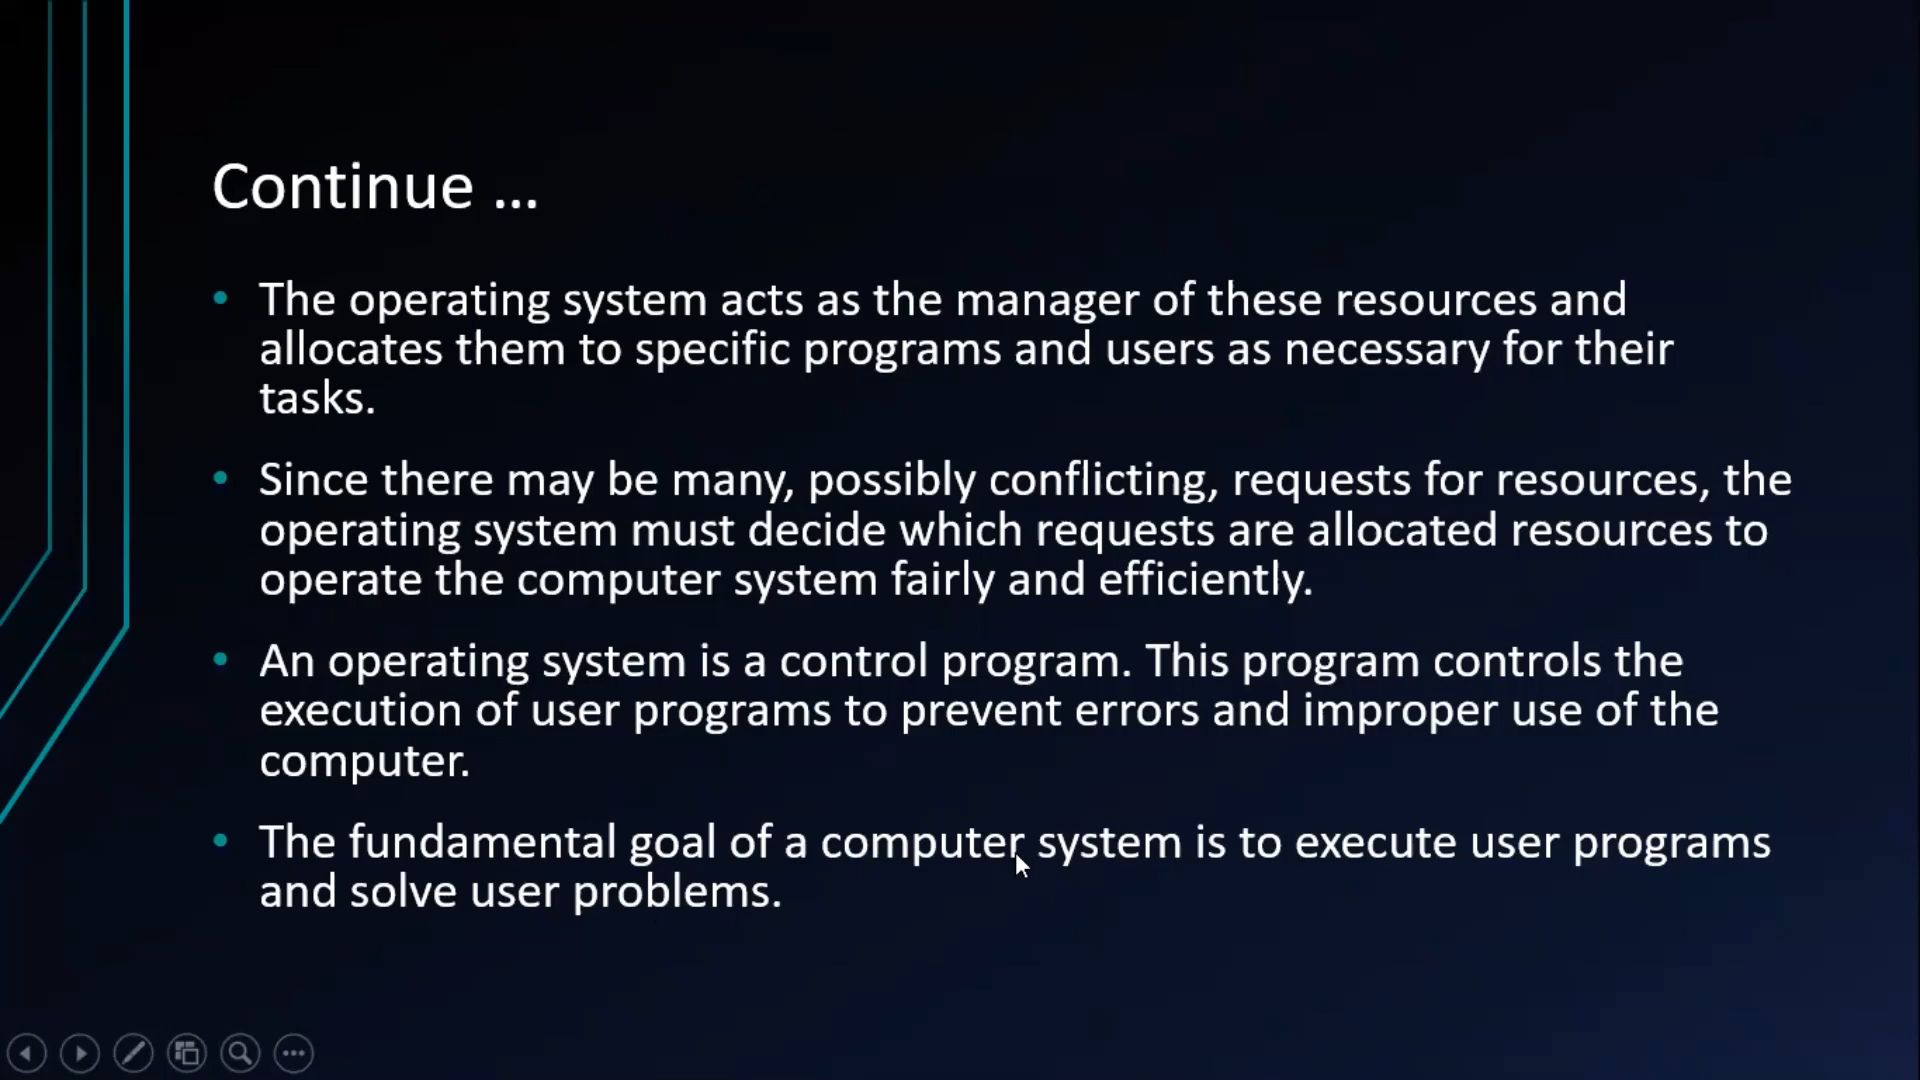 Continue ...
• The operating system acts as the manager of these resources and
allocates them to specific programs and users as necessary for their
tasks.
• Since there may be many, possibly conflicting, requests for resources, the
operating system must decide which requests are allocated resources to
operate the computer system fairly and efficiently.
• An operating system is a control program. This program controls the
execution of user programs to prevent errors and improper use of the
computer.
• The fundamental goal of a computer system is to execute user programs
and solve user problems.